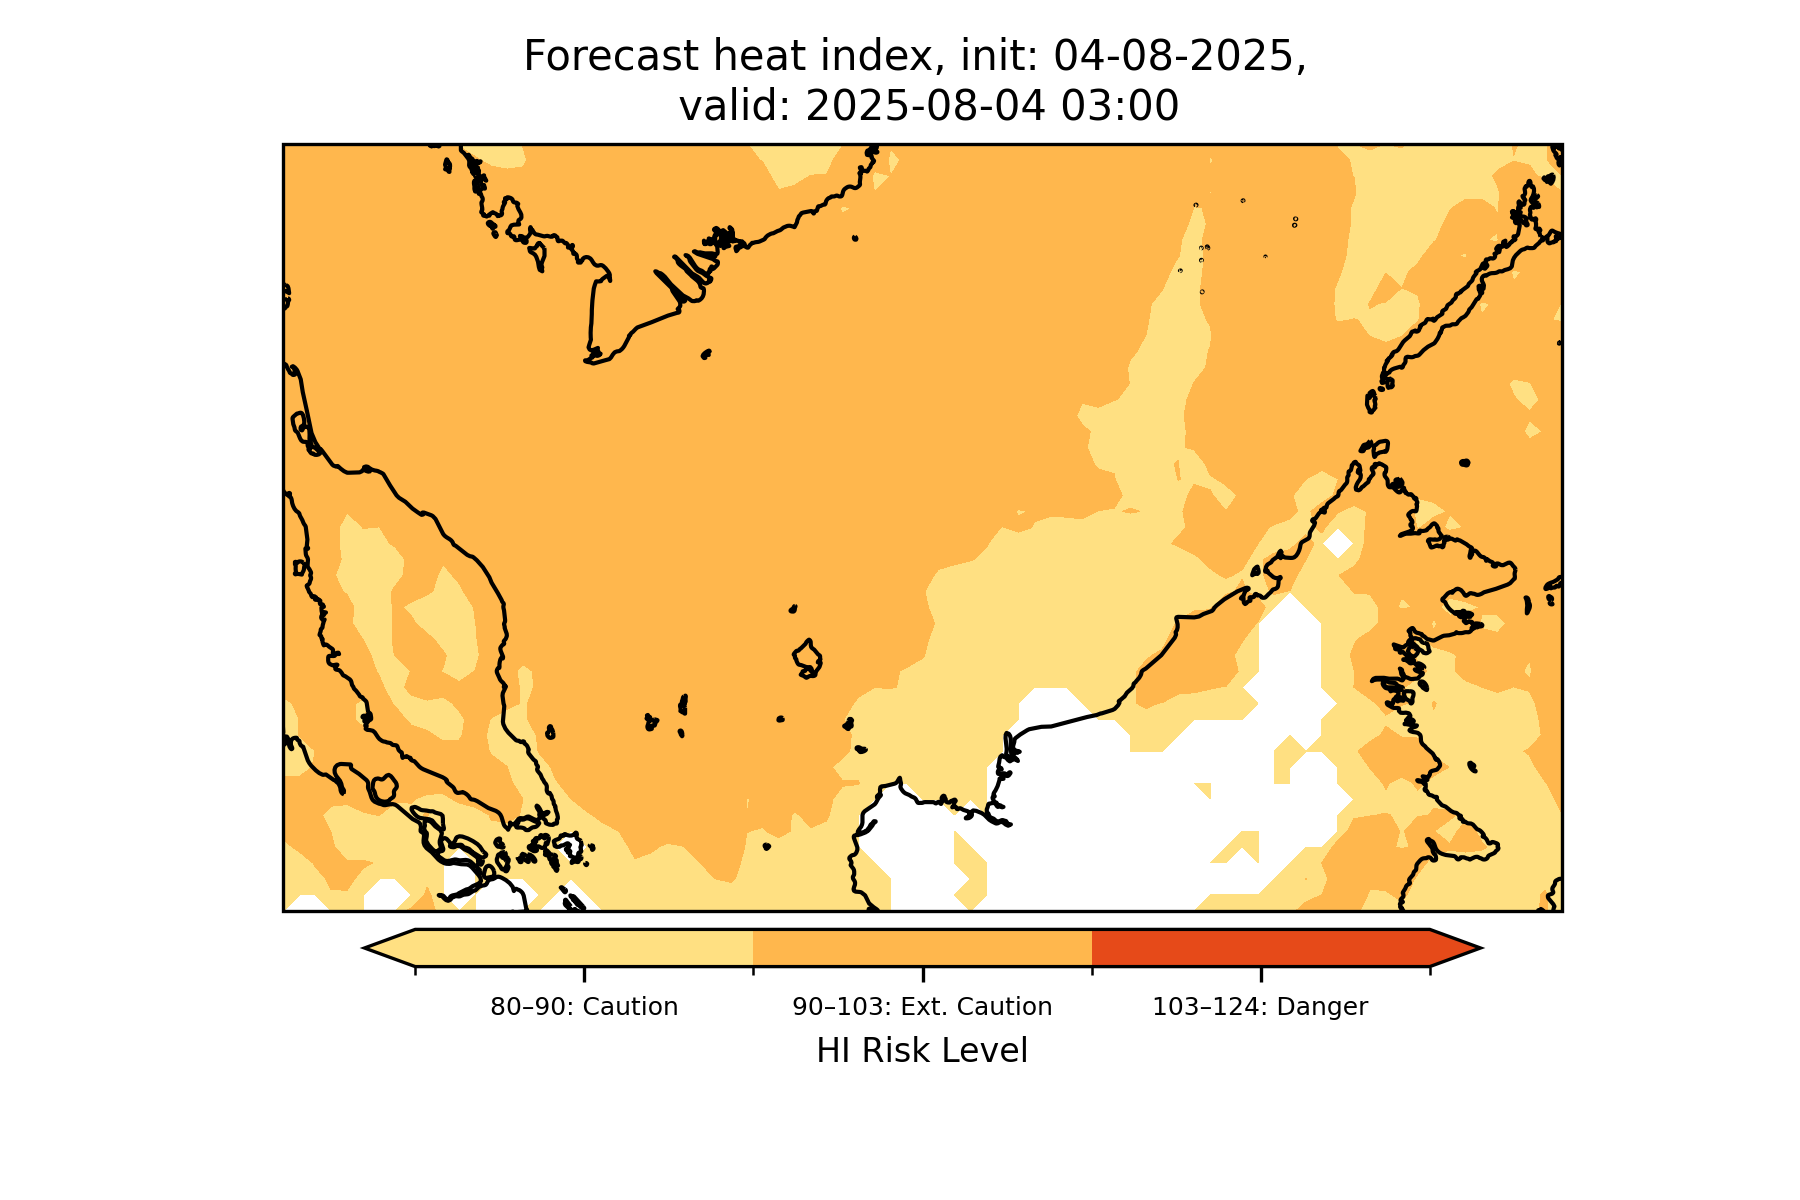 Forecast heat index, init: 04-08-2025,
valid: 2025-08-04 03:00
80–90: Caution
90–103: Ext. Caution
103–124: Danger
HI Risk Level